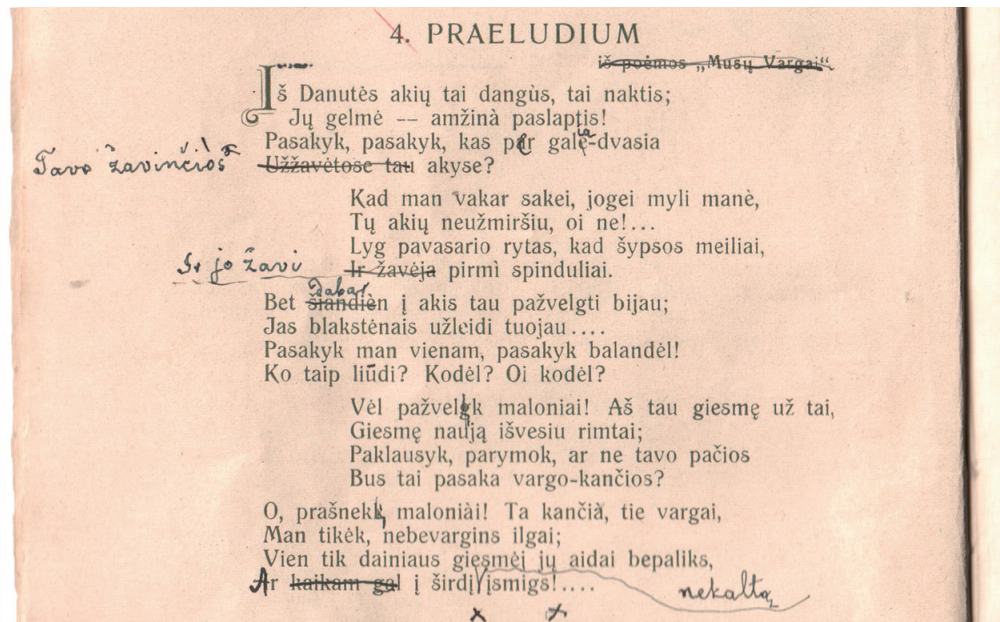 4. PRAELUDIUM
iš poėmos „Musų Vargai“
Iš Danutės akių tai dangùs, tai naktis;
Jų gelmė — amžinà paslaptis!
Pasakyk, pasakyk, kas per galė-dvasia
Tavo žavinčios
Užžavėtose tau akyse?
Kad man vakar sakei, jogei myli manè,
Tų akių neužmiršiu, oi ne!...
Lyg pavasario rytas, kad šypsos meiliai,
Ir jo žavi
Ir žavėja pirmì spinduliai.
dabar
Bet šiandièn į akis tau pažvelgti bijau;
Jas blakstėnais užleidi tuojau....
Pasakyk man vienam, pasakyk balandėl!
Ko taip liūdi? Kodėl? Oi kodėl?
Vėl pažvelgk maloniai! Aš tau giesmę už tai,
Giesmę naują išvesiu rimtai;
Paklausyk, parymok, ar ne tavo pačios
Bus tai pasaka vargo-kančios?
O, prašnekk, maloniài! Ta kančià, tie vargai,
Man tikėk, nebevargins ilgai;
Vien tik dainiaus giesmėj jų aidai bepaliks,
Ar kaikam gal į širdį įsmigs!....
nekaltą
x x